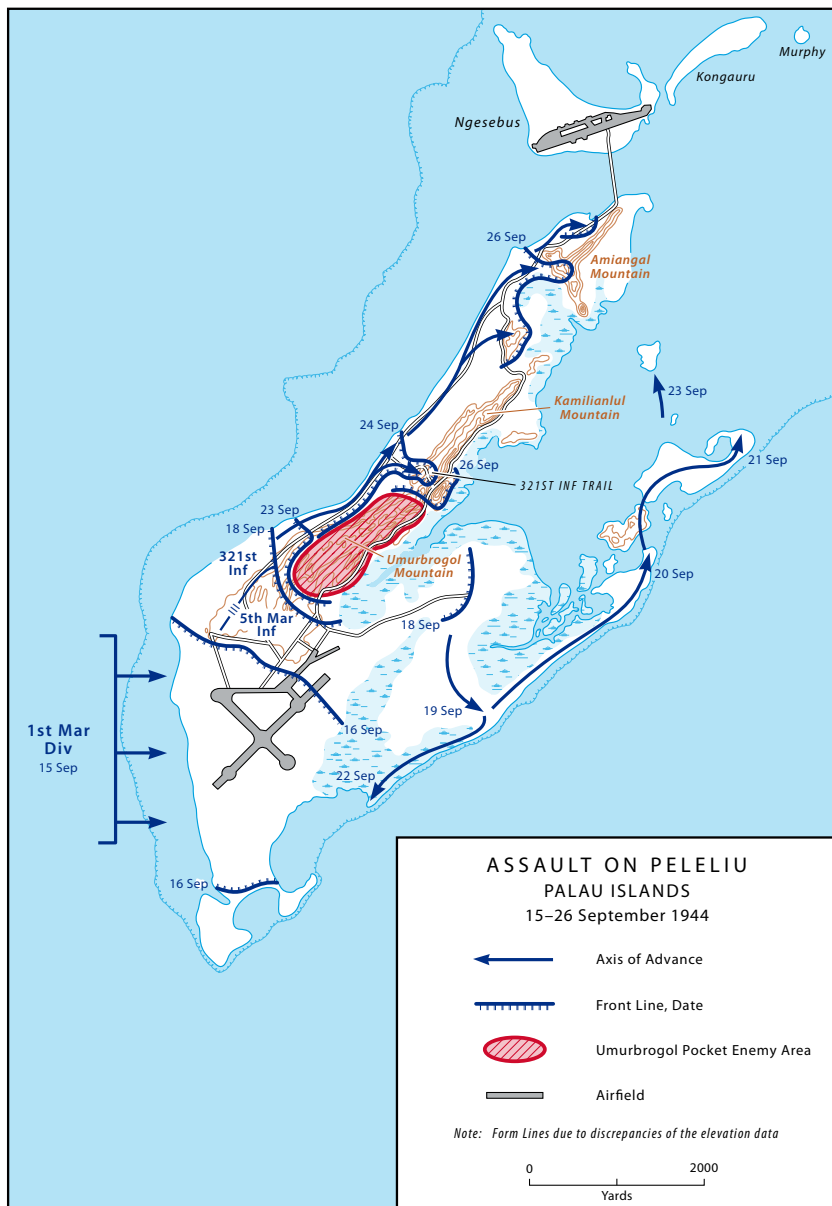 Murphy
Kongauru
Ngesebus
26 Sep
Amiangal
Mountain
23 Sep
Kamilianlul
Mountain
24 Sep
21 Sep
26 Sep
321ST INF TRAIL
23 Sep
18 Sep
321st
Inf
Umurbrogol
Mountain
20 Sep
5th Mar
Inf
18 Sep
1st Mar
Div
15 Sep
19 Sep
16 Sep
22 Sep
16 Sep
ASSAULT ON PELELIU
PALAU ISLANDS
15–26 September 1944
Axis of Advance
Front Line, Date
Umurbrogol Pocket Enemy Area
Airfield
Note: Form Lines due to discrepancies of the elevation data
0 2000
Yards